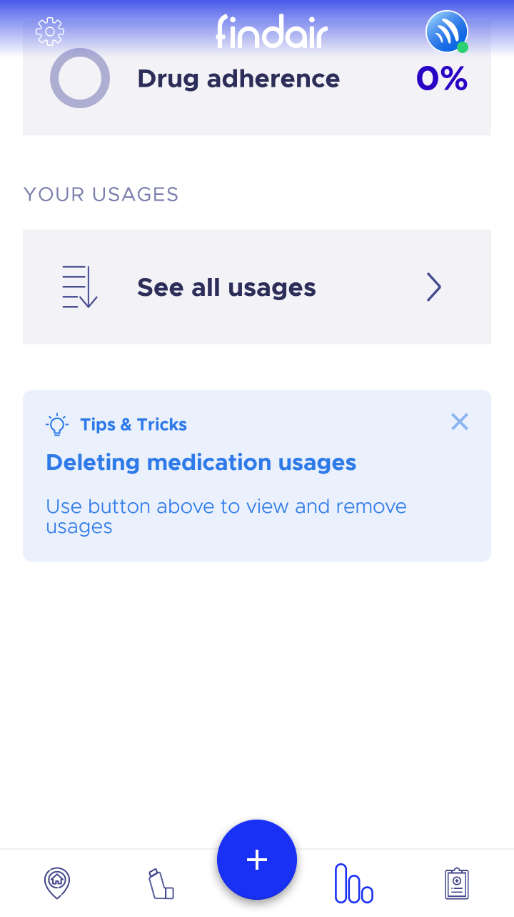 findair
Drug adherence 0%
YOUR USAGES
See all usages
Tips & Tricks
Deleting medication usages
Use button above to view and remove
usages
+